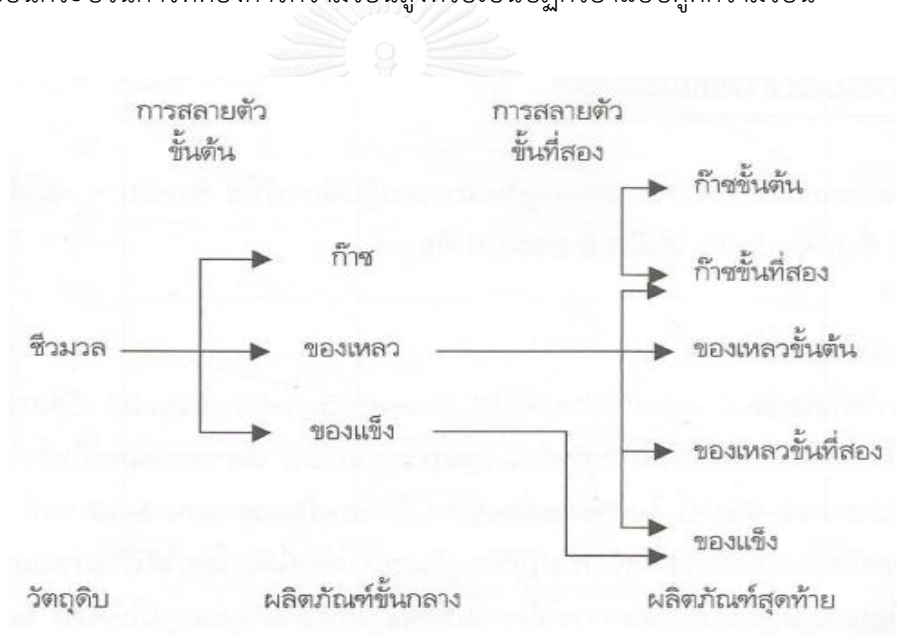 การสลายตัว
ขั้นต้น
การสลายตัว
ขั้นที่สอง
ก๊าซขั้นต้น
ก๊าซ
ก๊าซขั้นที่สอง
ชีวมวล
ของเหลว
ของเหลวขั้นต้น
ของแข็ง
ของเหลวขั้นที่สอง
ของแข็ง
วัตถุดิบ
ผลิตภัณฑ์ขั้นกลาง
ผลิตภัณฑ์สุดท้าย